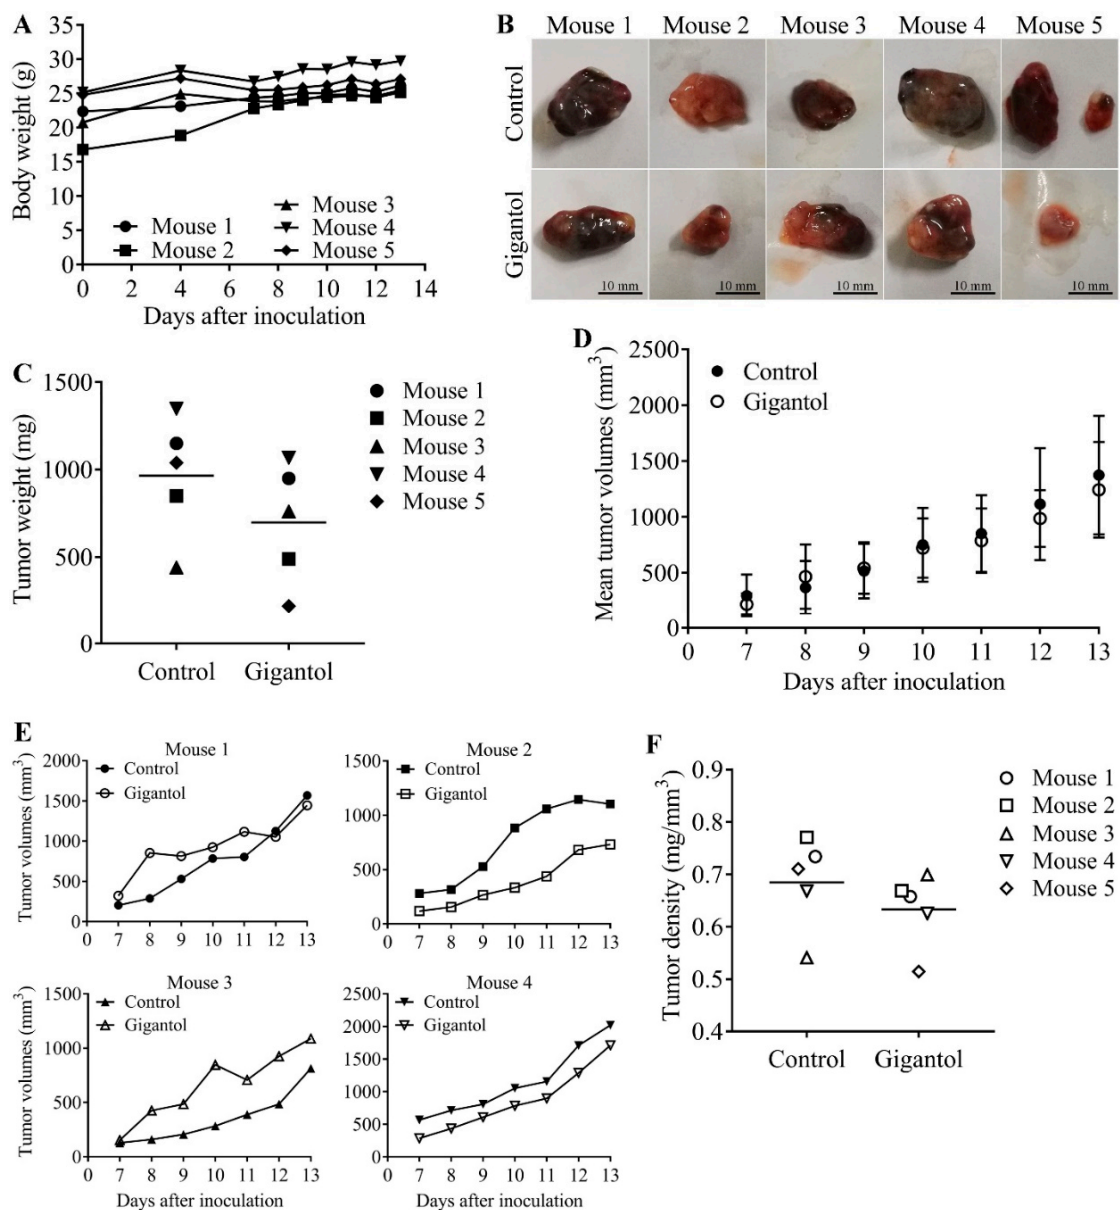 A
Body weight (g)
35
30
25
20
15
10
5
0
Mouse 1
Mouse 2
Mouse 3
Mouse 4
Mouse 5
0 2 4 6 8 10 12 14
Days after inoculation
B
Mouse 1 Mouse 2 Mouse 3 Mouse 4 Mouse 5
Control
Gigantol
10 mm 10 mm 10 mm 10 mm 10 mm
C
Tumor weight (mg)
1500
1000
500
0
Control Gigantol
Mouse 1
Mouse 2
Mouse 3
Mouse 4
Mouse 5
D
Mean tumor volumes (mm³)
2500
2000
1500
1000
500
0
Control
Gigantol
0 7 8 9 10 11 12 13
Days after inoculation
E
Mouse 1
Tumor volumes (mm³)
2000
1500
1000
500
0
Control
Gigantol
0 7 8 9 10 11 12 13
Mouse 2
1500
1000
500
0
Control
Gigantol
0 7 8 9 10 11 12 13
Mouse 3
Tumor volumes (mm³)
1500
1000
500
0
Control
Gigantol
0 7 8 9 10 11 12 13
Days after inoculation
Mouse 4
2500
2000
1500
1000
500
0
Control
Gigantol
0 7 8 9 10 11 12 13
Days after inoculation
F
Tumor density (mg/mm³)
0.9
0.8
0.7
0.6
0.5
0.4
Control Gigantol
Mouse 1
Mouse 2
Mouse 3
Mouse 4
Mouse 5